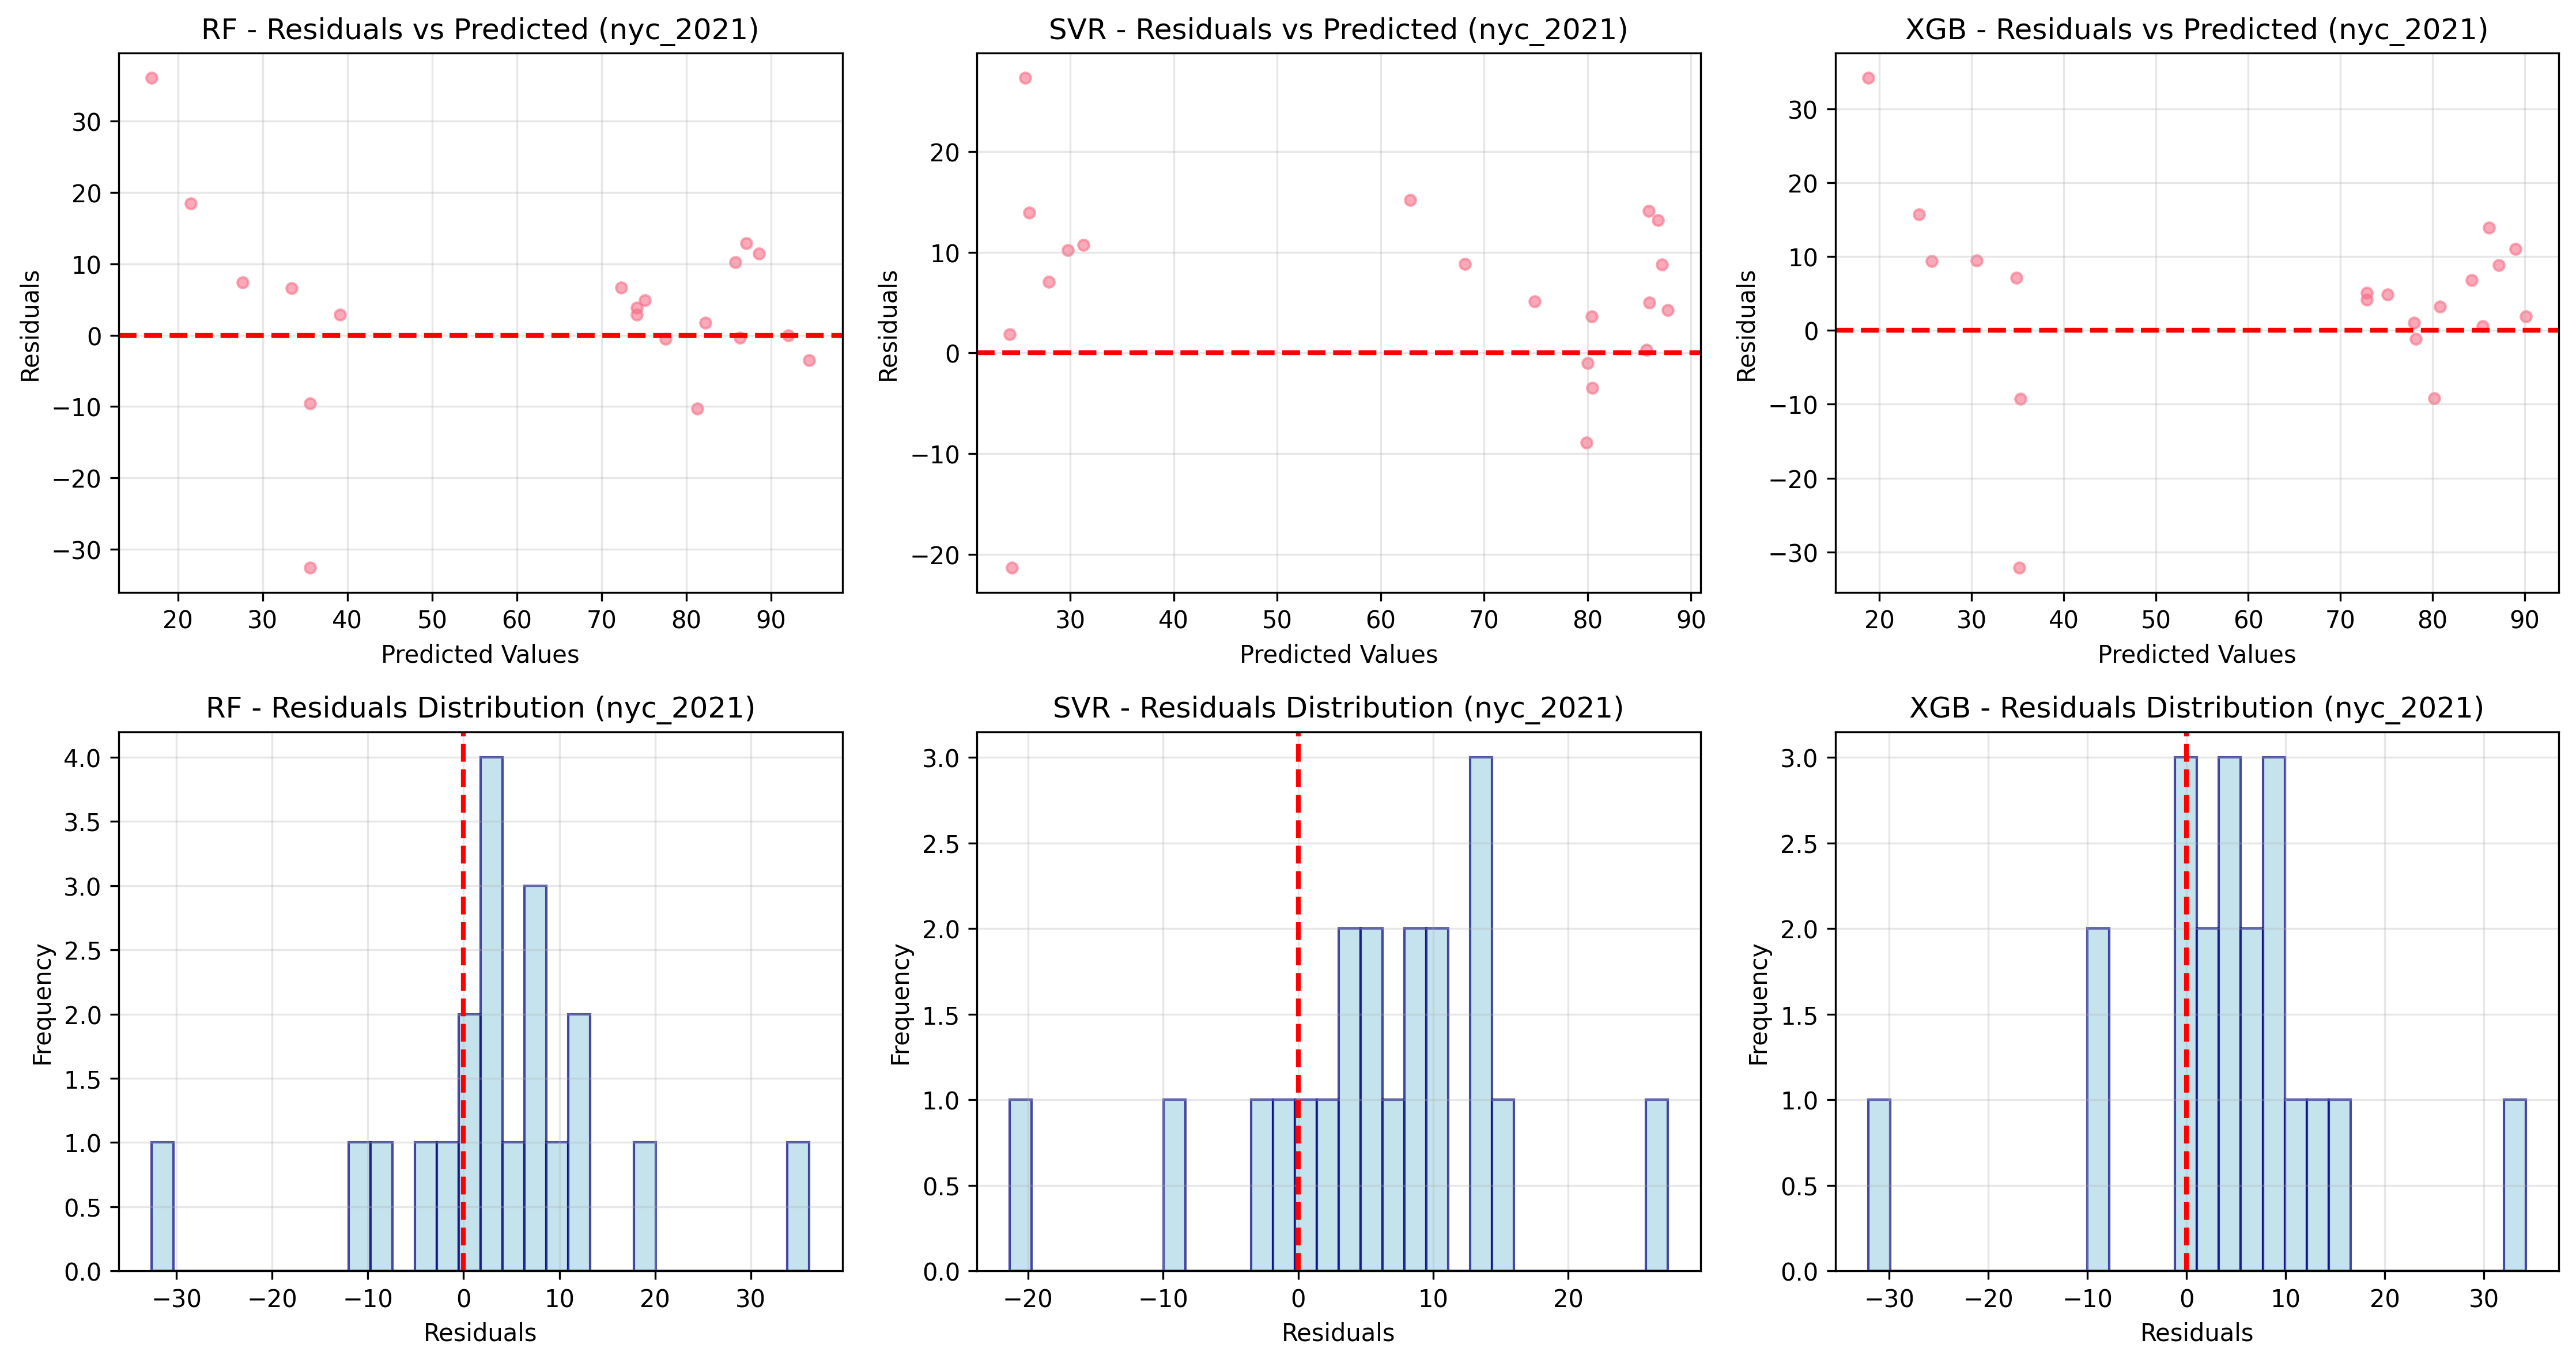 RF - Residuals vs Predicted (nyc_2021)
Residuals
30
20
10
0
−10
−20
−30
20 30 40 50 60 70 80 90
Predicted Values
SVR - Residuals vs Predicted (nyc_2021)
Residuals
20
10
0
−10
−20
30 40 50 60 70 80 90
Predicted Values
XGB - Residuals vs Predicted (nyc_2021)
Residuals
30
20
10
0
−10
−20
−30
20 30 40 50 60 70 80 90
Predicted Values
RF - Residuals Distribution (nyc_2021)
Frequency
4.0
3.5
3.0
2.5
2.0
1.5
1.0
0.5
0.0
−30 −20 −10 0 10 20 30
Residuals
SVR - Residuals Distribution (nyc_2021)
Frequency
3.0
2.5
2.0
1.5
1.0
0.5
0.0
−20 −10 0 10 20
Residuals
XGB - Residuals Distribution (nyc_2021)
Frequency
3.0
2.5
2.0
1.5
1.0
0.5
0.0
−30 −20 −10 0 10 20 30
Residuals